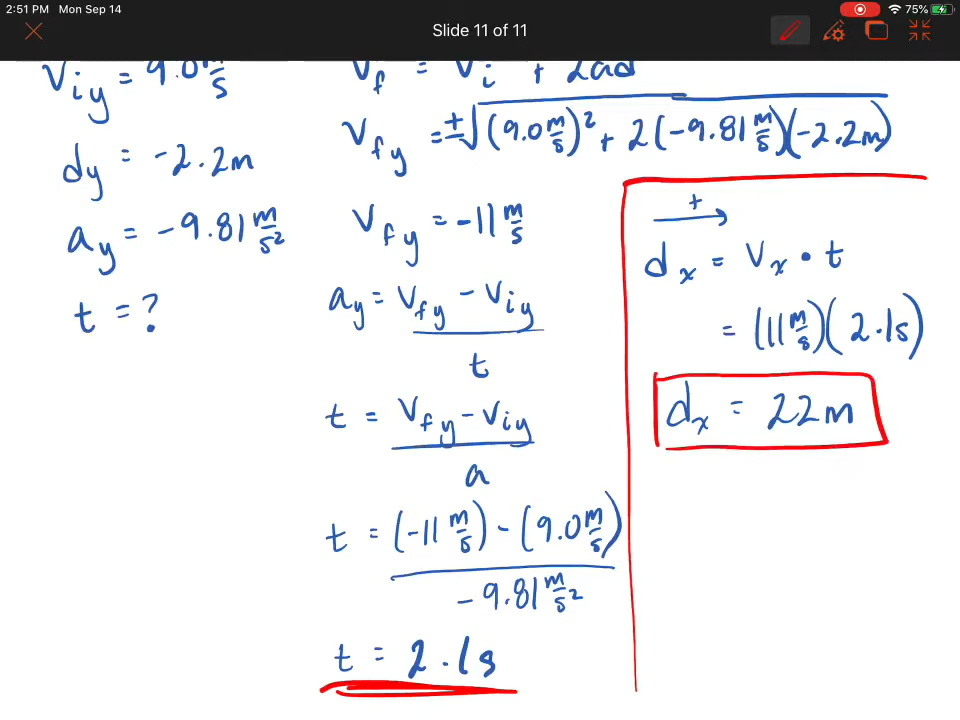 2:51 PM Mon Sep 14
75%
Slide 11 of 11
Viy = 9.0 m/s
dy = -2.2m
ay = -9.81 m/s²
t = ?
Vf = Vi + 2ad
Vfy = ±√(9.0 m/s)² + 2(-9.81 m/s)(-2.2m)
Vfy = -11 m/s
ay = Vfy - Viy / t
t = Vfy - Viy / a
t = (-11 m/s) - (9.0 m/s) / -9.81 m/s²
t = 2.1s
+
dx = Vx • t
= (11 m/s)(2.1s)
dx = 22m